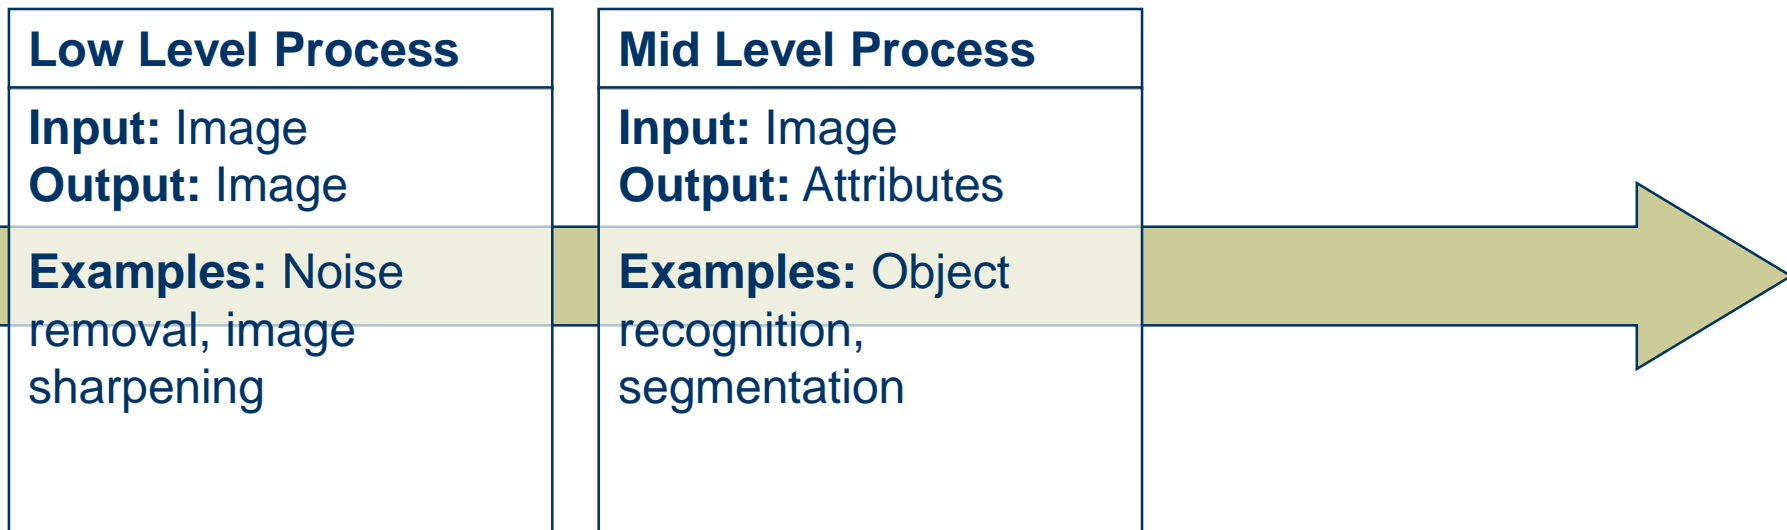 Low Level Process
Input: Image
Output: Image
Examples: Noise
removal, image
sharpening
Mid Level Process
Input: Image
Output: Attributes
Examples: Object
recognition,
segmentation